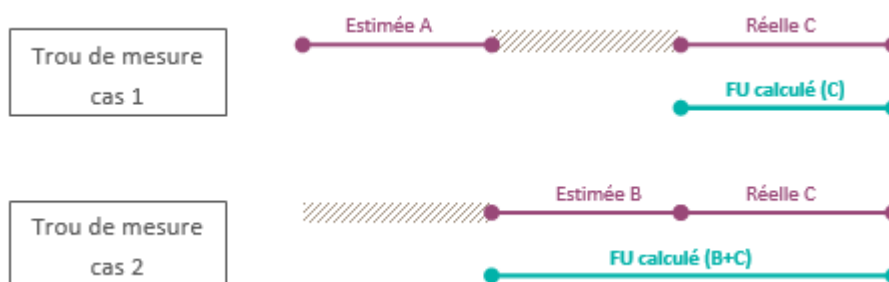 Trou de mesure
cas 1
Estimée A
Réelle C
FU calculé (C)
Trou de mesure
cas 2
Estimée B
Réelle C
FU calculé (B+C)